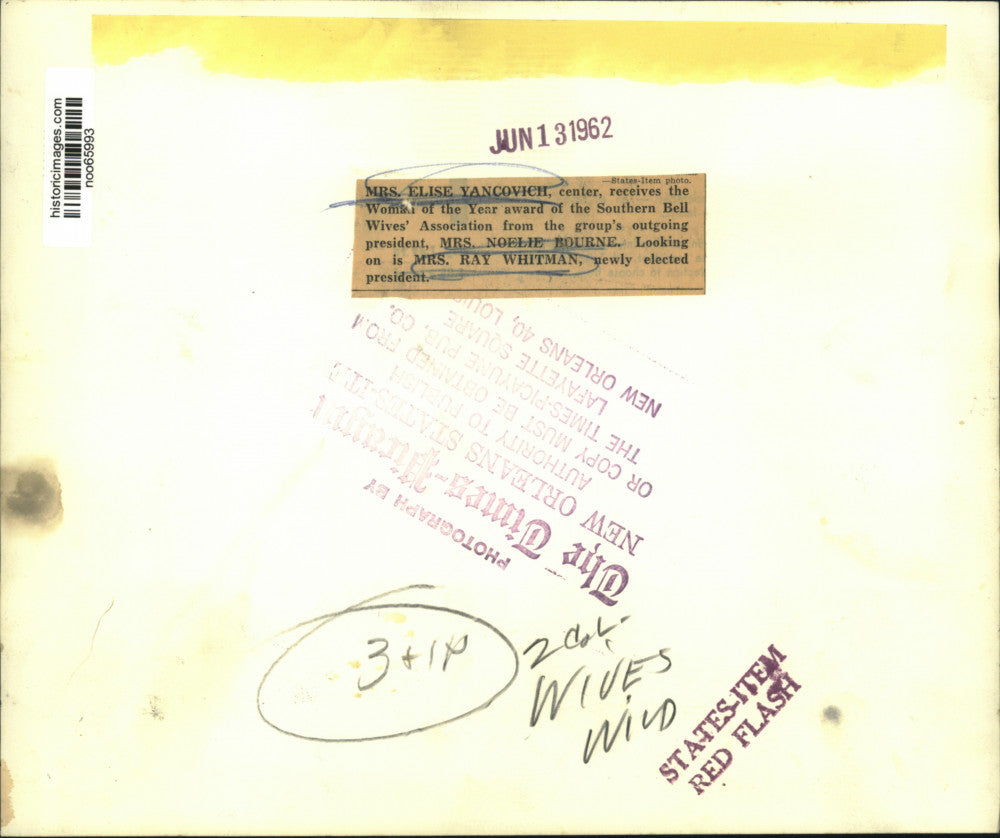 historicimages.com
noo65993
JUN 13 1962
—States-Item photo.
MRS. ELISE YANCOVICH, center, receives the
Woman of the Year award of the Southern Bell
Wives' Association from the group's outgoing
president, MRS. NOELIE BOURNE. Looking
on is MRS. RAY WHITMAN, newly elected
president.
PHOTOGRAPH BY
The Times-Picayune
NEW ORLEANS STATES-ITE
AUTHORITY TO PUBLISH
OR COPY MUST BE OBTAINED FROM
THE TIMES-PICAYUNE PUB. CO.
LAFAYETTE SQUARE
NEW ORLEANS 40, LOUIS
3+1p
2 Col.
WIVES
WILD
STATES-ITEM
RED FLASH